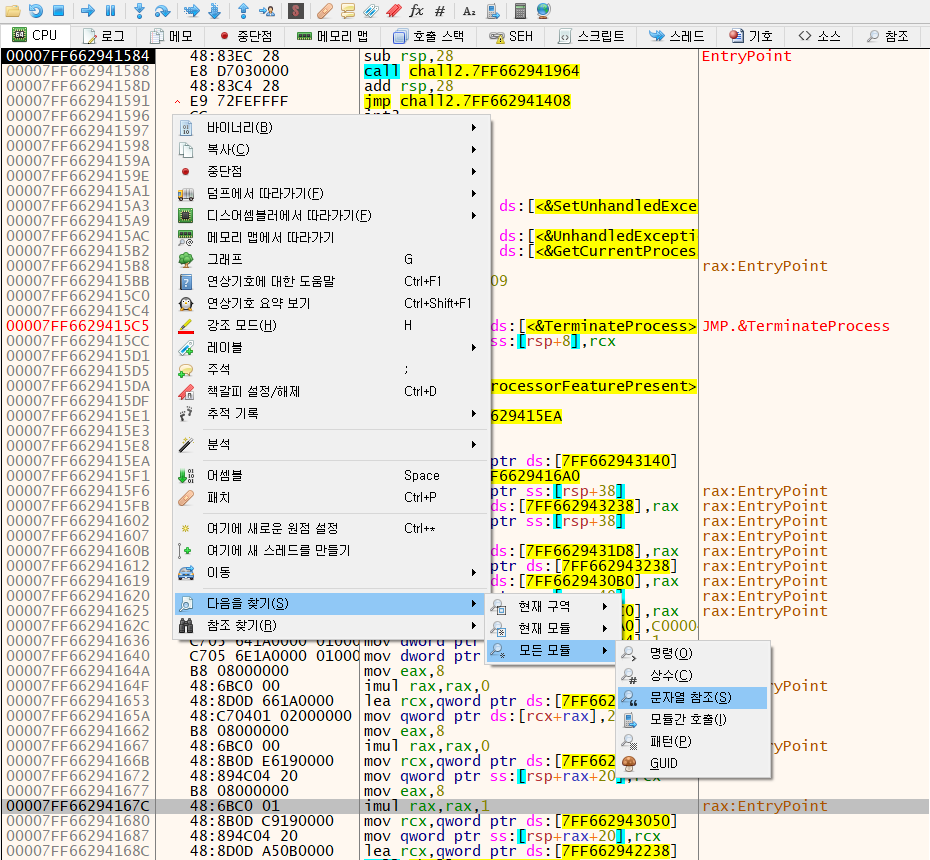 fx # A₂
CPU 로그 메모 중단점 메모리 맵 호출 스택 SEH 스크립트 스레드 기호 소스 참조
00007FF662941584 48:83EC 28 sub rsp,28 EntryPoint
00007FF662941588 E8 D7030000 call chall2.7FF662941964
00007FF66294158D 48:83C4 28 add rsp,28
00007FF662941591 E9 72FEFFFF jmp chall2.7FF662941408
00007FF662941596
00007FF662941597 바이너리(B)
00007FF662941598 복사(C)
00007FF66294159A
00007FF66294159E 중단점
00007FF6629415A1 덤프에서 따라가기(F)
00007FF6629415A3 디스어셈블러에서 따라가기(F) ds:[<&SetUnhandledExce
00007FF6629415A9
00007FF6629415AC 메모리 맵에서 따라가기 ds:[<&UnhandledExcepti
00007FF6629415B2 그래프 G ds:[<&GetCurrentProces
00007FF6629415B8 rax:EntryPoint
00007FF6629415BB 연상기호에 대한 도움말 Ctrl+F1 09
00007FF6629415C0 연상기호 요약 보기 Ctrl+Shift+F1
00007FF6629415C4
00007FF6629415C5 강조 모드(H) H ds:[<&TerminateProcess> JMP.&TerminateProcess
00007FF6629415CC 레이블 ss:[rsp+8],rcx
00007FF6629415D1
00007FF6629415D5 주석 ;
00007FF6629415DA 책갈피 설정/해제 Ctrl+D rocessorFeaturePresent>
00007FF6629415DF
00007FF6629415E1 추적 기록 629415EA
00007FF6629415E3
00007FF6629415E8 분석
00007FF6629415EA ptr ds:[7FF662943140]
00007FF6629415F1 어셈블 Space F6629416A0
00007FF6629415F6 패치 Ctrl+P ptr ss:[rsp+38] rax:EntryPoint
00007FF6629415FB ds:[7FF662943238],rax rax:EntryPoint
00007FF662941602 여기에 새로운 원점 설정 Ctrl+* ptr ss:[rsp+38] rax:EntryPoint
00007FF662941607 rax:EntryPoint
00007FF66294160B 여기에 새 스레드를 만들기 ds:[7FF6629431D8],rax rax:EntryPoint
00007FF662941612 이동 ptr ds:[7FF662943238] rax:EntryPoint
00007FF662941619 ds:[7FF6629430B0],rax rax:EntryPoint
00007FF662941620 다음을 찾기(S) 현재 구역 rax:EntryPoint
00007FF662941625 0],rax rax:EntryPoint
00007FF66294162C 참조 찾기(R) 현재 모듈 ],C0000
00007FF662941636 C705 641A0000 01000 mov dword ptr
00007FF662941640 C705 6E1A0000 01000 mov dword ptr 모든 모듈 명령(O)
00007FF66294164A B8 08000000 mov eax,8 상수(C)
00007FF66294164F 48:6BC0 00 imul rax,rax,0 yPoint
00007FF662941653 48:8D0D 661A0000 lea rcx,qword ptr ds:[7FF662 문자열 참조(S)
00007FF66294165A 48:C70401 02000000 mov qword ptr ds:[rcx+rax],2 모듈간 호출(I)
00007FF662941662 B8 08000000 mov eax,8
00007FF662941667 48:6BC0 00 imul rax,rax,0 패턴(P) yPoint
00007FF66294166B 48:8B0D E6190000 mov rcx,qword ptr ds:[7FF662 GUID
00007FF662941672 48:894C04 20 mov qword ptr ss:[rsp+rax+20],rcx
00007FF662941677 B8 08000000 mov eax,8
00007FF66294167C 48:6BC0 01 imul rax,rax,1 rax:EntryPoint
00007FF662941680 48:8B0D C9190000 mov rcx,qword ptr ds:[7FF662943050]
00007FF662941687 48:894C04 20 mov qword ptr ss:[rsp+rax+20],rcx
00007FF66294168C 48:8D0D A50B0000 lea rcx,qword ptr ds:[7FF662942238]